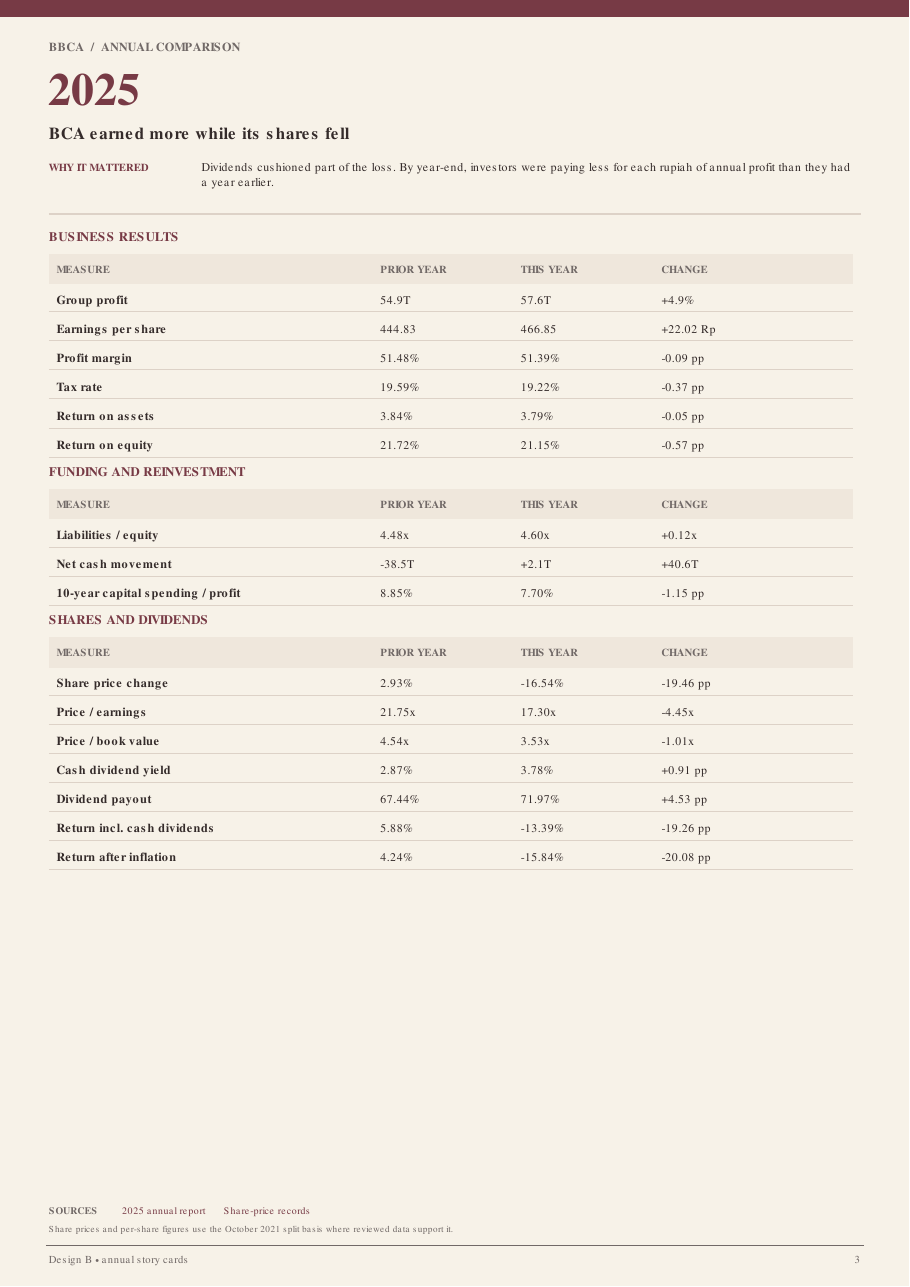 BBCA / ANNUAL COMPARISON
2025
BCA earned more while its shares fell
WHY IT MATTERED Dividends cushioned part of the loss. By year-end, investors were paying less for each rupiah of annual profit than they had
a year earlier.
BUSINESS RESULTS
MEASURE PRIOR YEAR THIS YEAR CHANGE
Group profit 54.9T 57.6T +4.9%
Earnings per share 444.83 466.85 +22.02 Rp
Profit margin 51.48% 51.39% -0.09 pp
Tax rate 19.59% 19.22% -0.37 pp
Return on assets 3.84% 3.79% -0.05 pp
Return on equity 21.72% 21.15% -0.57 pp
FUNDING AND REINVESTMENT
MEASURE PRIOR YEAR THIS YEAR CHANGE
Liabilities / equity 4.48x 4.60x +0.12x
Net cash movement -38.5T +2.1T +40.6T
10-year capital spending / profit 8.85% 7.70% -1.15 pp
SHARES AND DIVIDENDS
MEASURE PRIOR YEAR THIS YEAR CHANGE
Share price change 2.93% -16.54% -19.46 pp
Price / earnings 21.75x 17.30x -4.45x
Price / book value 4.54x 3.53x -1.01x
Cash dividend yield 2.87% 3.78% +0.91 pp
Dividend payout 67.44% 71.97% +4.53 pp
Return incl. cash dividends 5.88% -13.39% -19.26 pp
Return after inflation 4.24% -15.84% -20.08 pp
SOURCES 2025 annual report Share-price records
Share prices and per-share figures use the October 2021 split basis where reviewed data support it.
Design B • annual story cards 3